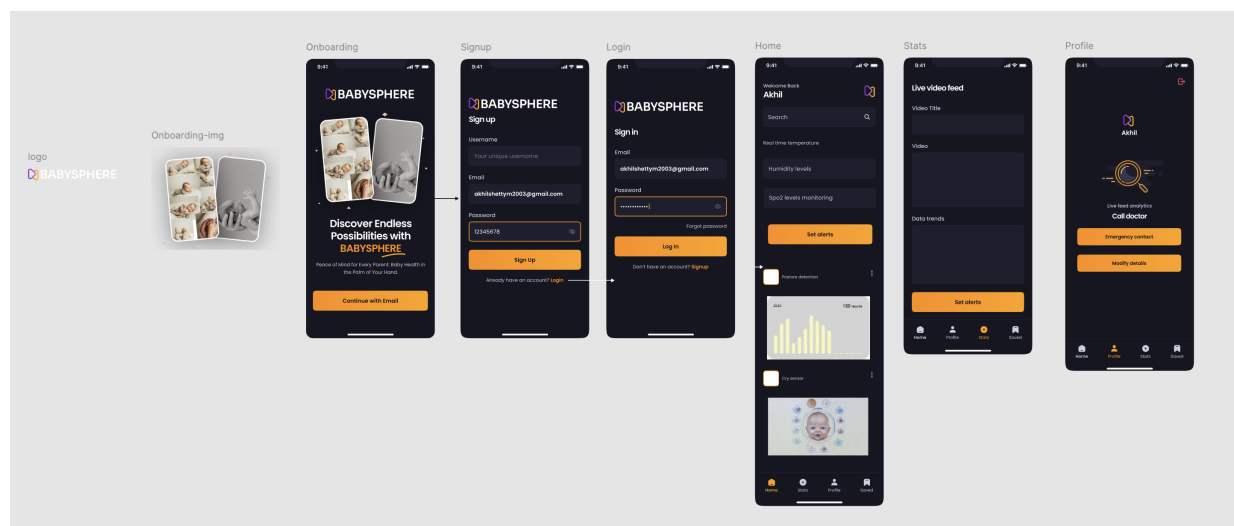 logo
BABYSPHERE
Onboarding-img
Onboarding
9:41
BABYSPHERE
Discover Endless
Possibilities with
BABYSPHERE
Peace of Mind for Every Parent: Baby Health in
the Palm of Your Hand.
Continue with Email
Signup
9:41
BABYSPHERE
Sign up
Username
Your unique username
Email
akhilshettym2003@gmail.com
Password
12345678
Sign Up
Already have an account? Login
Login
9:41
BABYSPHERE
Sign in
Email
akhilshettym2003@gmail.com
Password
Forgot password
Log In
Don't have an account? Signup
Home
9:41
Welcome Back
Akhil
Search
Real time temperature
Humidity levels
Spo2 levels monitoring
Set alerts
Posture detection
Cry sensor
Home
Stats
Profile
Saved
Stats
9:41
Live video feed
Video Title
Video
Data trends
Set alerts
Home
Profile
Stats
Saved
Profile
9:41
Akhil
Live feed analytics
Call doctor
Emergency contact
Modify details
Home
Profile
Stats
Saved